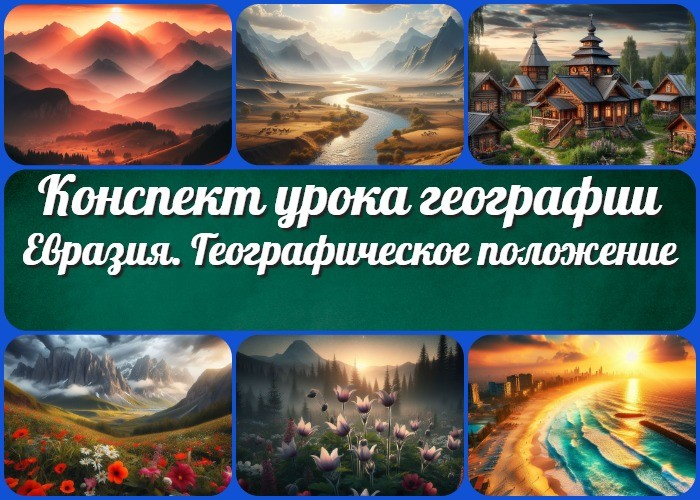 Конспект урока географии
Евразия. Географическое положение